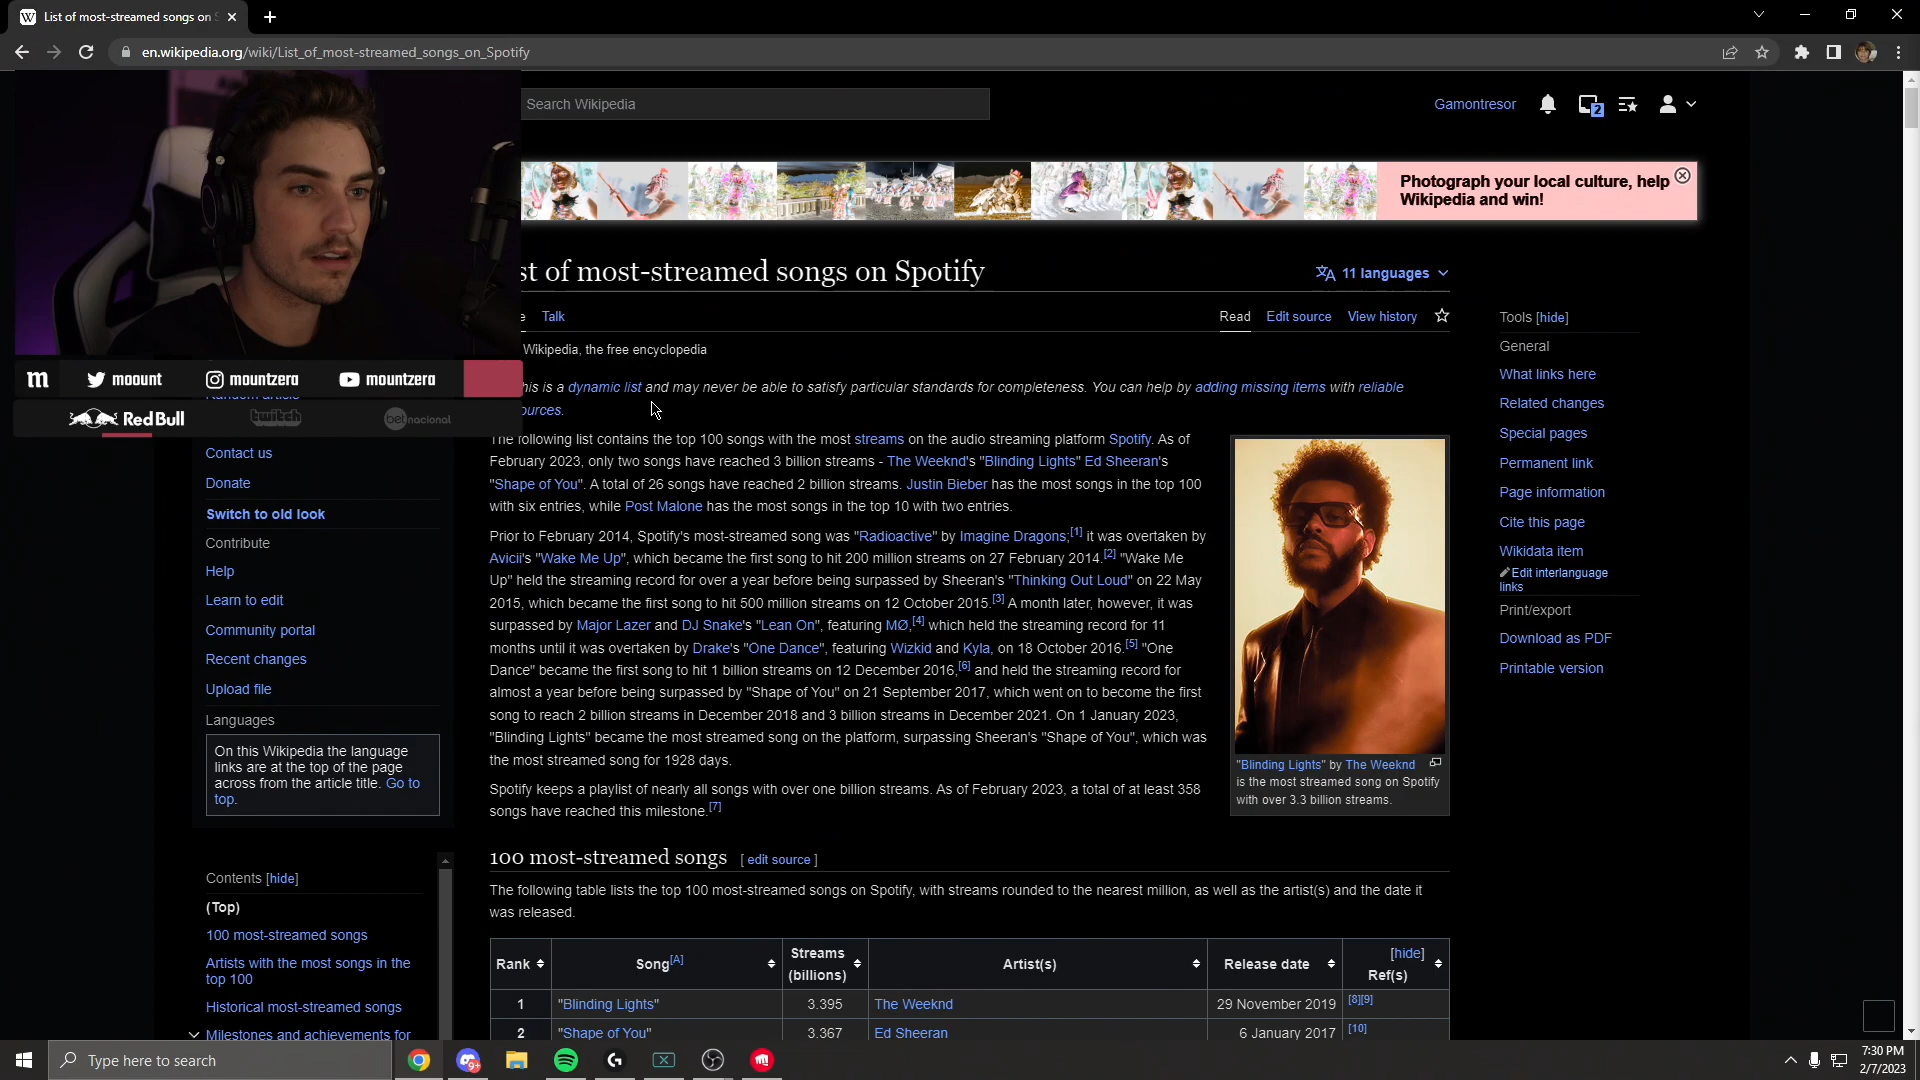 List of most-streamed songs on S
en.wikipedia.org/wiki/List_of_most-streamed_songs_on_Spotify
Search Wikipedia
Gamontresor
2
Photograph your local culture, help
Wikipedia and win!
st of most-streamed songs on Spotify
11 languages
e Talk
Read Edit source View history
Wikipedia, the free encyclopedia
his is a dynamic list and may never be able to satisfy particular standards for completeness. You can help by adding missing items with reliable
ources.
m moount mountzera mountzera
Random article
Red Bull twitch betnacional
Contact us
Donate
Switch to old look
Contribute
Help
Learn to edit
Community portal
Recent changes
Upload file
Languages
On this Wikipedia the language
links are at the top of the page
across from the article title. Go to
top.
Contents [hide]
(Top)
100 most-streamed songs
Artists with the most songs in the
top 100
Historical most-streamed songs
Milestones and achievements for
The following list contains the top 100 songs with the most streams on the audio streaming platform Spotify. As of
February 2023, only two songs have reached 3 billion streams - The Weeknd's "Blinding Lights" Ed Sheeran's
"Shape of You". A total of 26 songs have reached 2 billion streams. Justin Bieber has the most songs in the top 100
with six entries, while Post Malone has the most songs in the top 10 with two entries.
Prior to February 2014, Spotify's most-streamed song was "Radioactive" by Imagine Dragons;[1] it was overtaken by
Avicii's "Wake Me Up", which became the first song to hit 200 million streams on 27 February 2014.[2] "Wake Me
Up" held the streaming record for over a year before being surpassed by Sheeran's "Thinking Out Loud" on 22 May
2015, which became the first song to hit 500 million streams on 12 October 2015.[3] A month later, however, it was
surpassed by Major Lazer and DJ Snake's "Lean On", featuring MØ,[4] which held the streaming record for 11
months until it was overtaken by Drake's "One Dance", featuring Wizkid and Kyla, on 18 October 2016.[5] "One
Dance" became the first song to hit 1 billion streams on 12 December 2016,[6] and held the streaming record for
almost a year before being surpassed by "Shape of You" on 21 September 2017, which went on to become the first
song to reach 2 billion streams in December 2018 and 3 billion streams in December 2021. On 1 January 2023,
"Blinding Lights" became the most streamed song on the platform, surpassing Sheeran's "Shape of You", which was
the most streamed song for 1928 days.
Spotify keeps a playlist of nearly all songs with over one billion streams. As of February 2023, a total of at least 358
songs have reached this milestone.[7]
"Blinding Lights" by The Weeknd
is the most streamed song on Spotify
with over 3.3 billion streams.
100 most-streamed songs [ edit source ]
The following table lists the top 100 most-streamed songs on Spotify, with streams rounded to the nearest million, as well as the artist(s) and the date it
was released.
Rank Song[A] Streams (billions) Artist(s) Release date [hide] Ref(s)
1 "Blinding Lights" 3.395 The Weeknd 29 November 2019 [8][9]
2 "Shape of You" 3.367 Ed Sheeran 6 January 2017 [10]
Tools [hide]
General
What links here
Related changes
Special pages
Permanent link
Page information
Cite this page
Wikidata item
Edit interlanguage
links
Print/export
Download as PDF
Printable version
Type here to search
9+
7:30 PM
2/7/2023